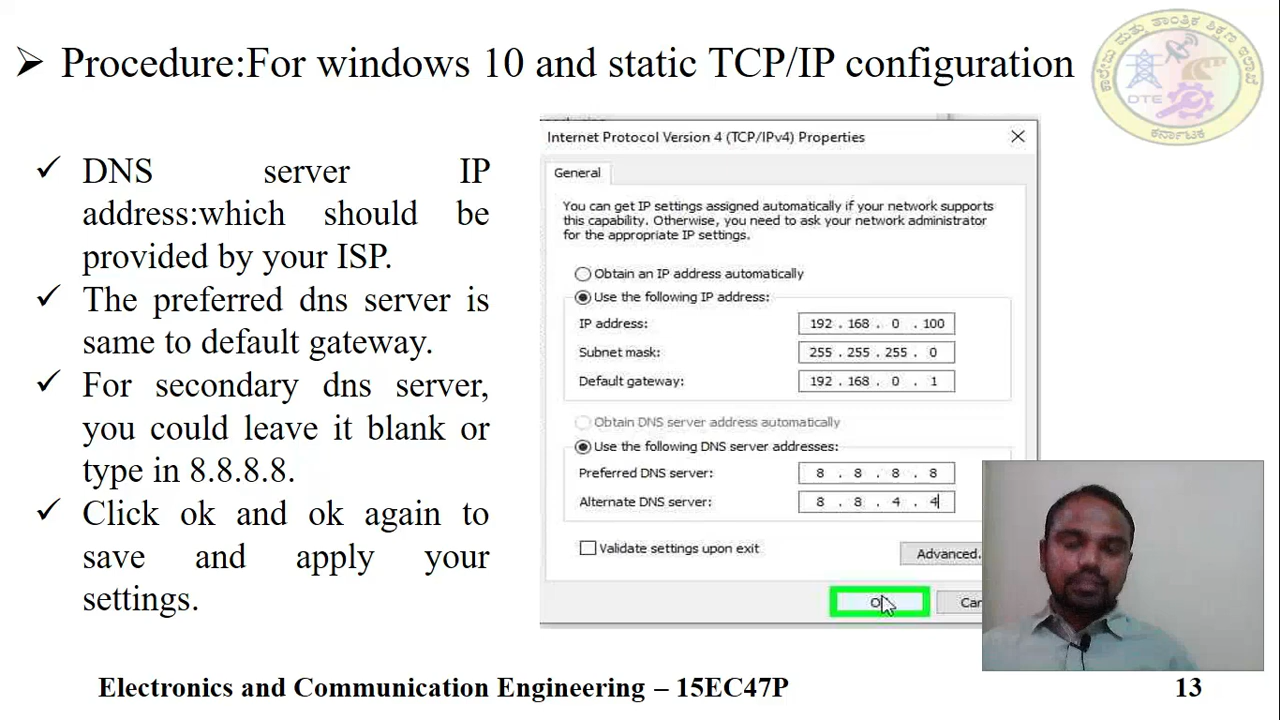 ➢ Procedure:For windows 10 and static TCP/IP configuration
ಕಾಲೇಜು ಮತ್ತು ತಾಂತ್ರಿಕ ಶಿಕ್ಷಣ ಇಲಾಖೆ
DTE
ಕರ್ನಾಟಕ
✓ DNS server IP
address:which should be
provided by your ISP.
✓ The preferred dns server is
same to default gateway.
✓ For secondary dns server,
you could leave it blank or
type in 8.8.8.8.
✓ Click ok and ok again to
save and apply your
settings.
Internet Protocol Version 4 (TCP/IPv4) Properties
General
You can get IP settings assigned automatically if your network supports
this capability. Otherwise, you need to ask your network administrator
for the appropriate IP settings.
Obtain an IP address automatically
Use the following IP address:
IP address: 192 . 168 . 0 . 100
Subnet mask: 255 . 255 . 255 . 0
Default gateway: 192 . 168 . 0 . 1
Obtain DNS server address automatically
Use the following DNS server addresses:
Preferred DNS server: 8 . 8 . 8 . 8
Alternate DNS server: 8 . 8 . 4 . 4
Validate settings upon exit
Advanced.
Electronics and Communication Engineering – 15EC47P
13